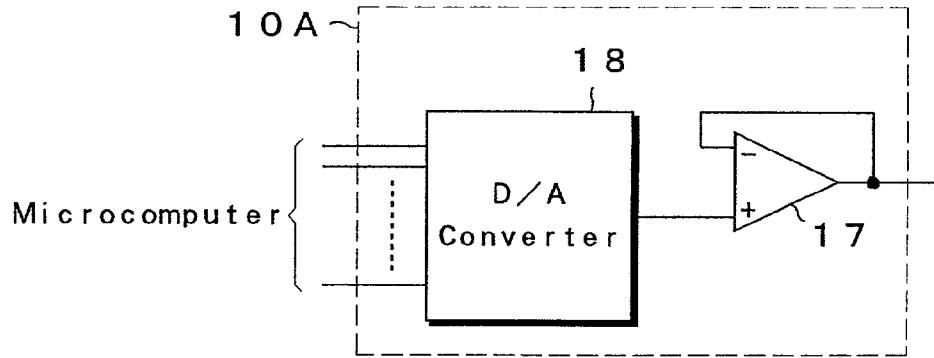 10A
18
Microcomputer
D/A
Converter
−
+
17